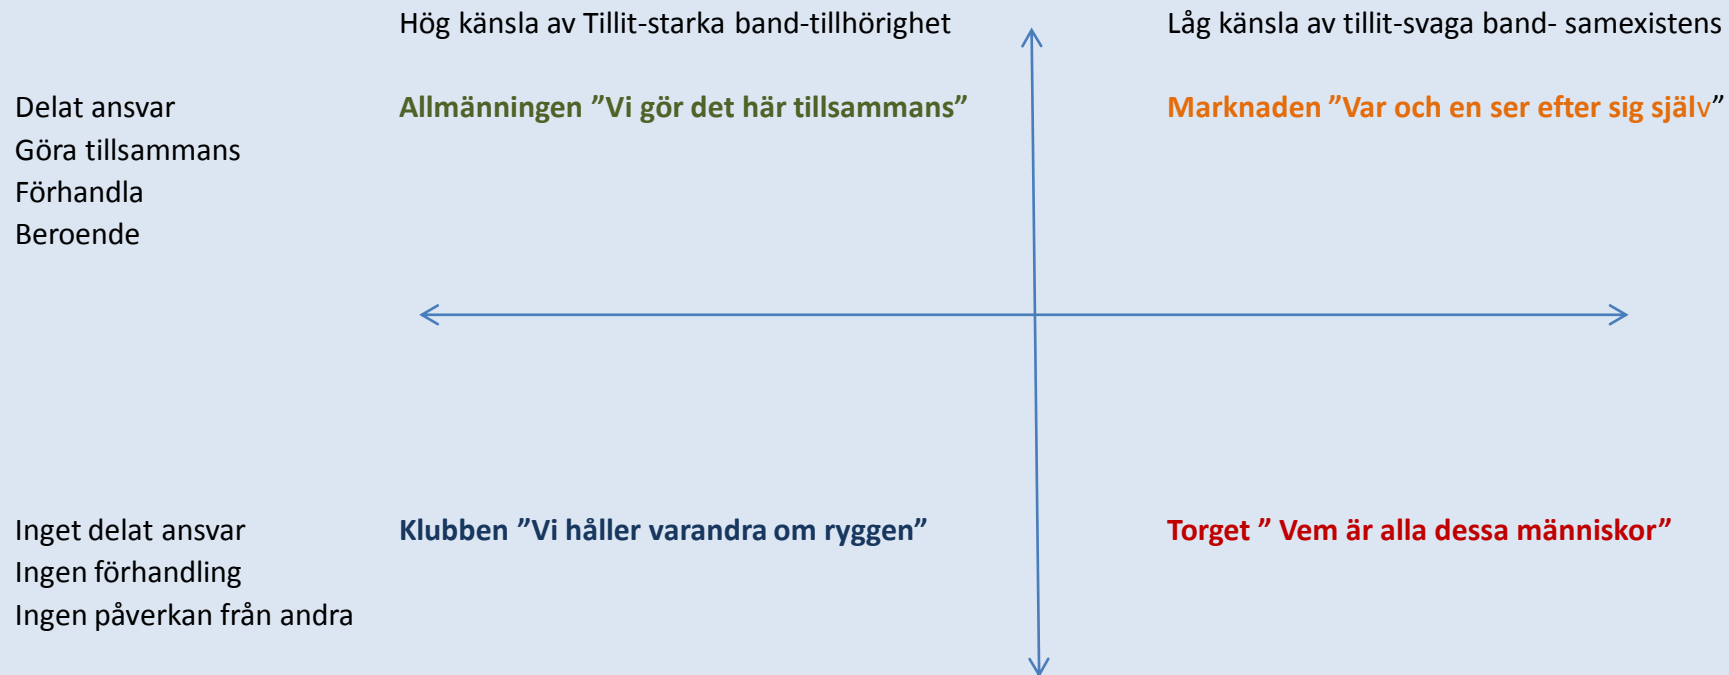 Hög känsla av Tillit-starka band-tillhörighet
Låg känsla av tillit-svaga band- samexistens
Delat ansvar
Göra tillsammans
Förhandla
Beroende
Allmänningen ”Vi gör det här tillsammans”
Marknaden ”Var och en ser efter sig själv”
Inget delat ansvar
Ingen förhandling
Ingen påverkan från andra
Klubben ”Vi håller varandra om ryggen”
Torget ” Vem är alla dessa människor”